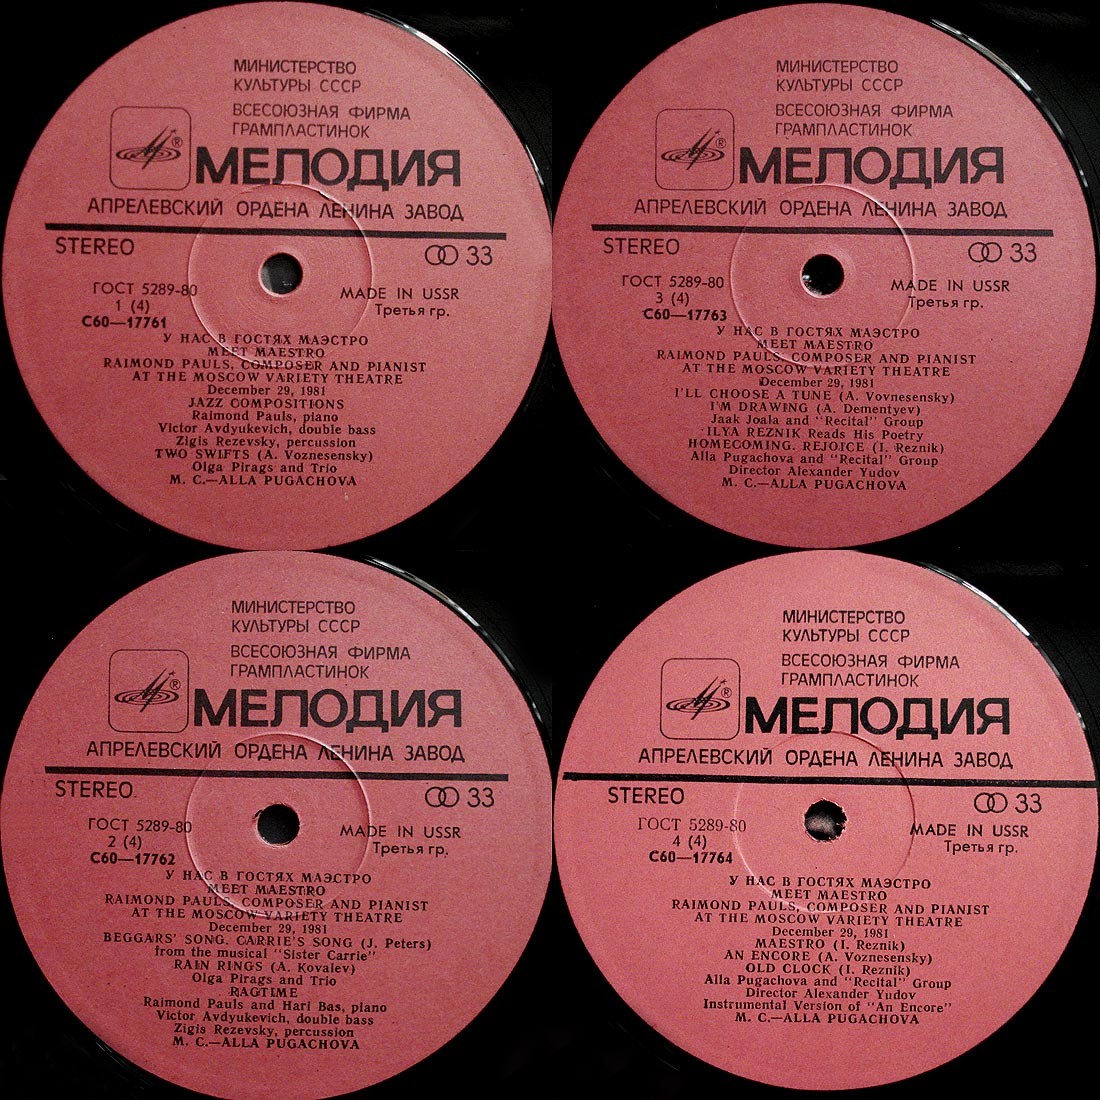 МИНИСТЕРСТВО
КУЛЬТУРЫ СССР
ВСЕСОЮЗНАЯ ФИРМА
ГРАМПЛАСТИНОК
®
МЕЛОДИЯ
АПРЕЛЕВСКИЙ ОРДЕНА ЛЕНИНА ЗАВОД
STEREO
33
ГОСТ 5289-80
MADE IN USSR
1 (4)
Третья гр.
С60—17761
У НАС В ГОСТЯХ МАЭСТРО
MEET MAESTRO
RAIMOND PAULS, COMPOSER AND PIANIST
AT THE MOSCOW VARIETY THEATRE
December 29, 1981
JAZZ COMPOSITIONS
Raimond Pauls, piano
Victor Avdyukevich, double bass
Zigis Rezevsky, percussion
TWO SWIFTS (A. Voznesensky)
Olga Pirags and Trio
M. C.—ALLA PUGACHOVA
МИНИСТЕРСТВО
КУЛЬТУРЫ СССР
ВСЕСОЮЗНАЯ ФИРМА
ГРАМПЛАСТИНОК
®
МЕЛОДИЯ
АПРЕЛЕВСКИЙ ОРДЕНА ЛЕНИНА ЗАВОД
STEREO
33
ГОСТ 5289-80
MADE IN USSR
3 (4)
Третья гр.
С60—17763
У НАС В ГОСТЯХ МАЭСТРО
MEET MAESTRO
RAIMOND PAULS, COMPOSER AND PIANIST
AT THE MOSCOW VARIETY THEATRE
December 29, 1981
I'LL CHOOSE A TUNE (A. Vovnesensky)
I'M DRAWING (A. Dementyev)
Jaak Joala and "Recital" Group
ILYA REZNIK Reads His Poetry
HOMECOMING. REJOICE (I. Reznik)
Alla Pugachova and "Recital" Group
Director Alexander Yudov
M. C.—ALLA PUGACHOVA
МИНИСТЕРСТВО
КУЛЬТУРЫ СССР
ВСЕСОЮЗНАЯ ФИРМА
ГРАМПЛАСТИНОК
®
МЕЛОДИЯ
АПРЕЛЕВСКИЙ ОРДЕНА ЛЕНИНА ЗАВОД
STEREO
33
ГОСТ 5289-80
MADE IN USSR
2 (4)
Третья гр.
С60—17762
У НАС В ГОСТЯХ МАЭСТРО
MEET MAESTRO
RAIMOND PAULS, COMPOSER AND PIANIST
AT THE MOSCOW VARIETY THEATRE
December 29, 1981
BEGGARS' SONG. CARRIE'S SONG (J. Peters)
from the musical "Sister Carrie"
RAIN RINGS (A. Kovalev)
Olga Pirags and Trio
RAGTIME
Raimond Pauls and Hari Bas, piano
Victor Avdyukevich, double bass
Zigis Rezevsky, percussion
M. C.—ALLA PUGACHOVA
МИНИСТЕРСТВО
КУЛЬТУРЫ СССР
ВСЕСОЮЗНАЯ ФИРМА
ГРАМПЛАСТИНОК
®
МЕЛОДИЯ
АПРЕЛЕВСКИЙ ОРДЕНА ЛЕНИНА ЗАВОД
STEREO
33
ГОСТ 5289-80
MADE IN USSR
4 (4)
Третья гр.
С60—17764
У НАС В ГОСТЯХ МАЭСТРО
MEET MAESTRO
RAIMOND PAULS, COMPOSER AND PIANIST
AT THE MOSCOW VARIETY THEATRE
December 29, 1981
MAESTRO (I. Reznik)
AN ENCORE (A. Voznesensky)
OLD CLOCK (I. Reznik)
Alla Pugachova and "Recital" Group
Director Alexander Yudov
Instrumental Version of "An Encore"
M. C.—ALLA PUGACHOVA